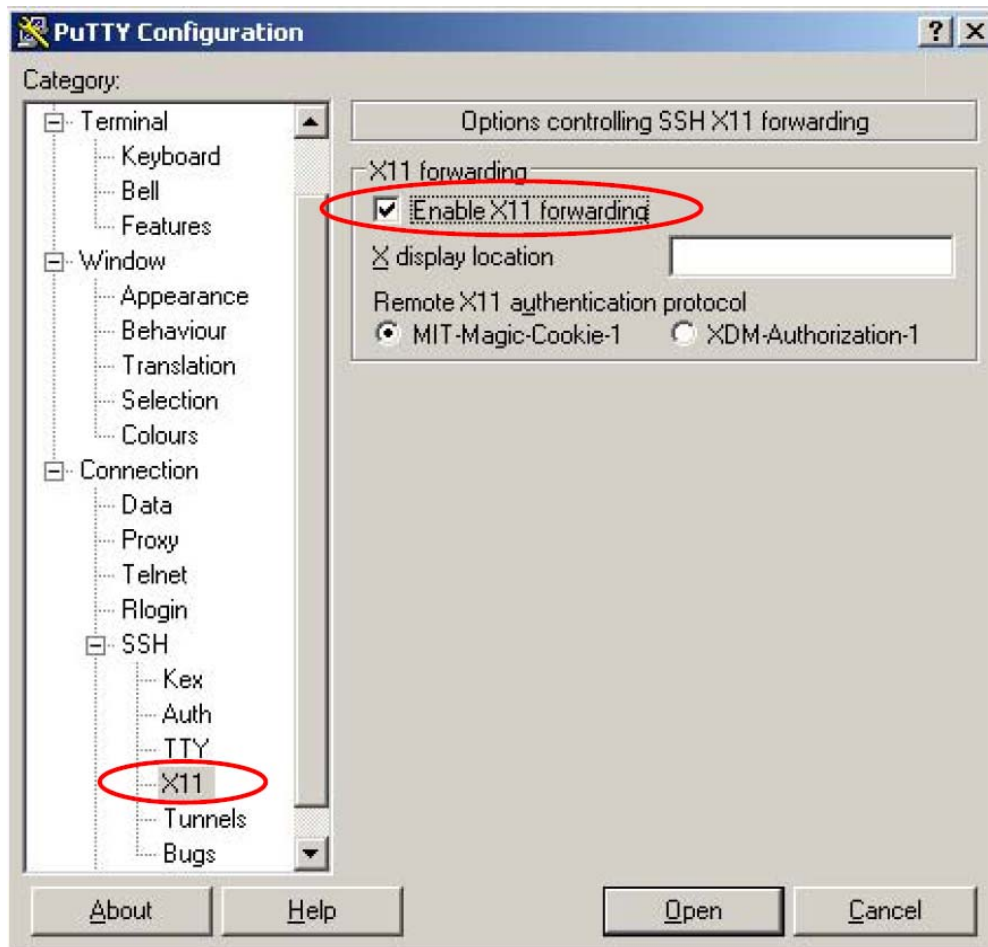 PuTTY Configuration
?
Category:
Terminal
Keyboard
Bell
Features
Window
Appearance
Behaviour
Translation
Selection
Colours
Connection
Data
Proxy
Telnet
Rlogin
SSH
Kex
Auth
TTY
X11
Tunnels
Bugs
Options controlling SSH X11 forwarding
X11 forwarding
Enable X11 forwarding
X display location
Remote X11 authentication protocol
MIT-Magic-Cookie-1 XDM-Authorization-1
About Help Open Cancel